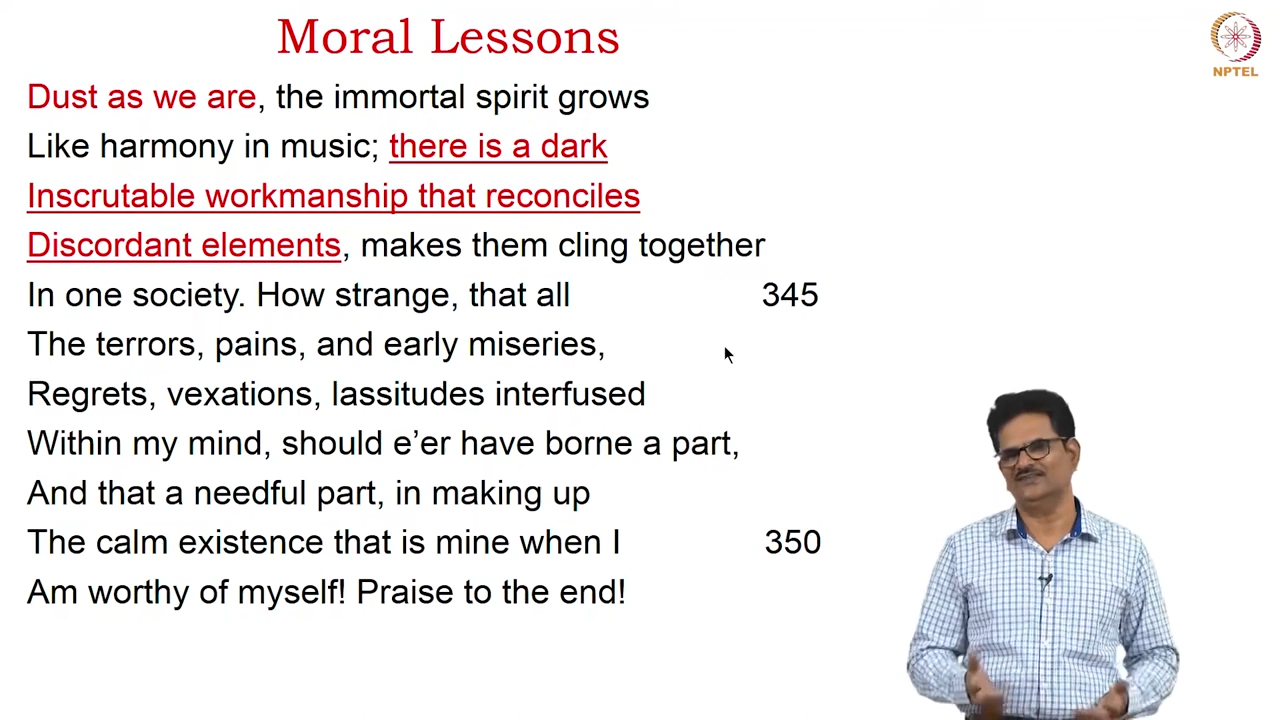 Moral Lessons
NPTEL
Dust as we are, the immortal spirit grows
Like harmony in music; there is a dark
Inscrutable workmanship that reconciles
Discordant elements, makes them cling together
In one society. How strange, that all 345
The terrors, pains, and early miseries,
Regrets, vexations, lassitudes interfused
Within my mind, should e’er have borne a part,
And that a needful part, in making up
The calm existence that is mine when I 350
Am worthy of myself! Praise to the end!